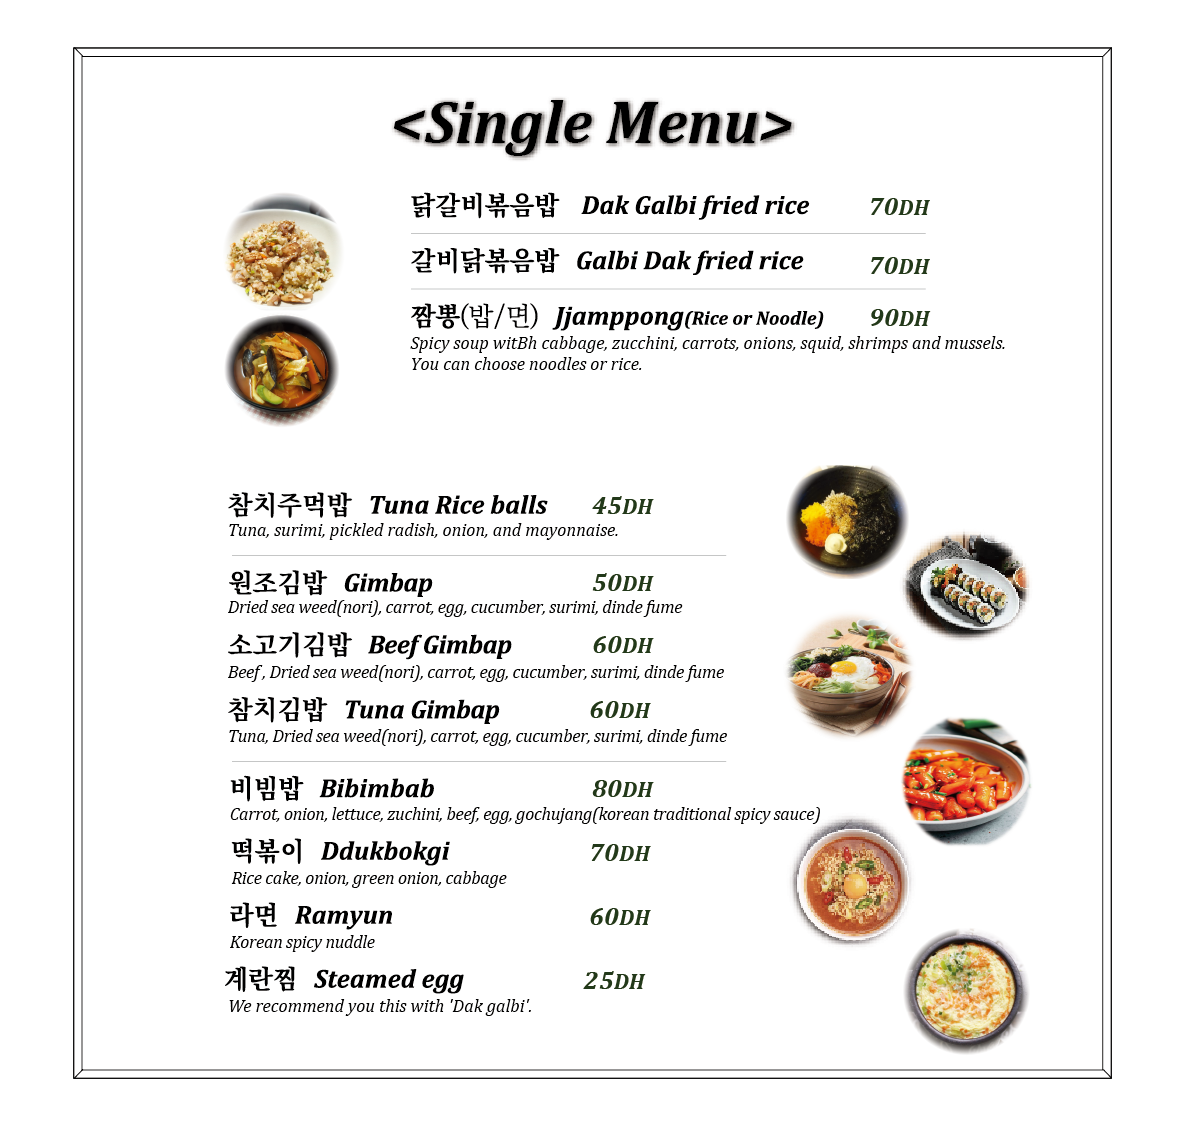 <Single Menu>
닭갈비볶음밥 Dak Galbi fried rice 70DH
갈비닭볶음밥 Galbi Dak fried rice 70DH
짬뽕(밥/면) Jjamppong(Rice or Noodle) 90DH
Spicy soup witBh cabbage, zucchini, carrots, onions, squid, shrimps and mussels.
You can choose noodles or rice.
참치주먹밥 Tuna Rice balls 45DH
Tuna, surimi, pickled radish, onion, and mayonnaise.
원조김밥 Gimbap 50DH
Dried sea weed(nori), carrot, egg, cucumber, surimi, dinde fume
소고기김밥 Beef Gimbap 60DH
Beef, Dried sea weed(nori), carrot, egg, cucumber, surimi, dinde fume
참치김밥 Tuna Gimbap 60DH
Tuna, Dried sea weed(nori), carrot, egg, cucumber, surimi, dinde fume
비빔밥 Bibimbab 80DH
Carrot, onion, lettuce, zuchini, beef, egg, gochujang(korean traditional spicy sauce)
떡볶이 Ddukbokgi 70DH
Rice cake, onion, green onion, cabbage
라면 Ramyun 60DH
Korean spicy nuddle
계란찜 Steamed egg 25DH
We recommend you this with 'Dak galbi'.